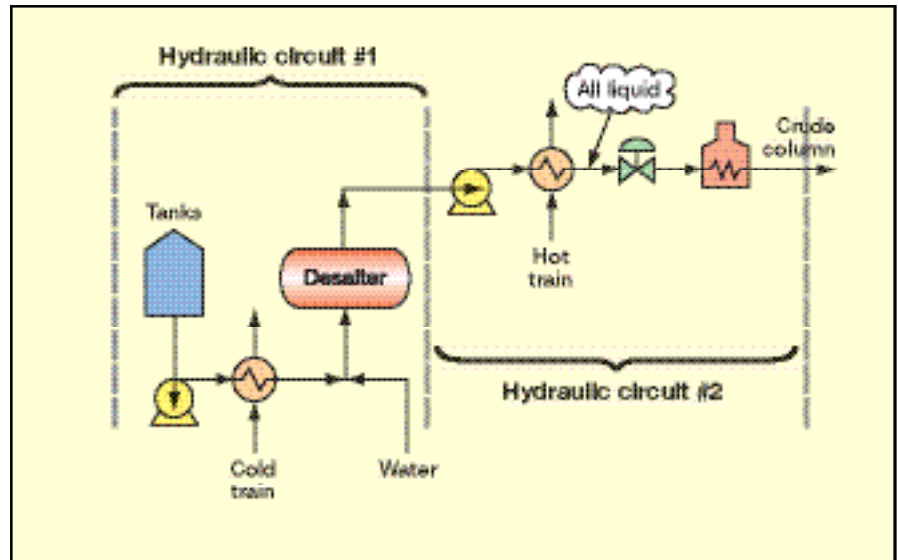 Hydraulic circuit #1
All liquid
Crude
column
Tanks
Desalter
Hot
train
Hydraulic circuit #2
Cold
train
Water